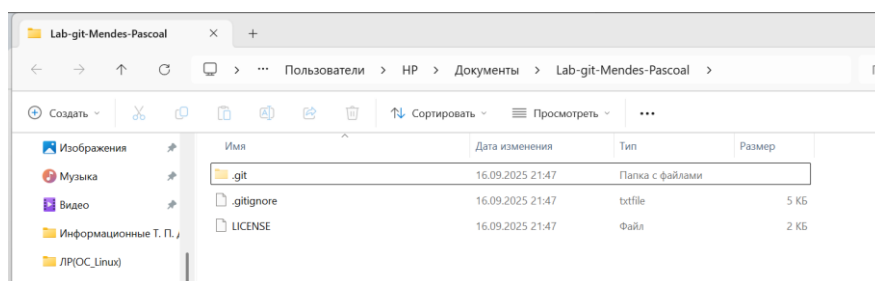 Lab-git-Mendes-Pascoal
Пользователи > HP > Документы > Lab-git-Mendes-Pascoal >
Создать Сортировать Просмотреть
Имя Дата изменения Тип Размер
Изображения
Музыка
Видео
Информационные Т. П.
ЛР(ОС_Linux)
.git 16.09.2025 21:47 Папка с файлами
.gitignore 16.09.2025 21:47 txtfile 5 КБ
LICENSE 16.09.2025 21:47 Файл 2 КБ